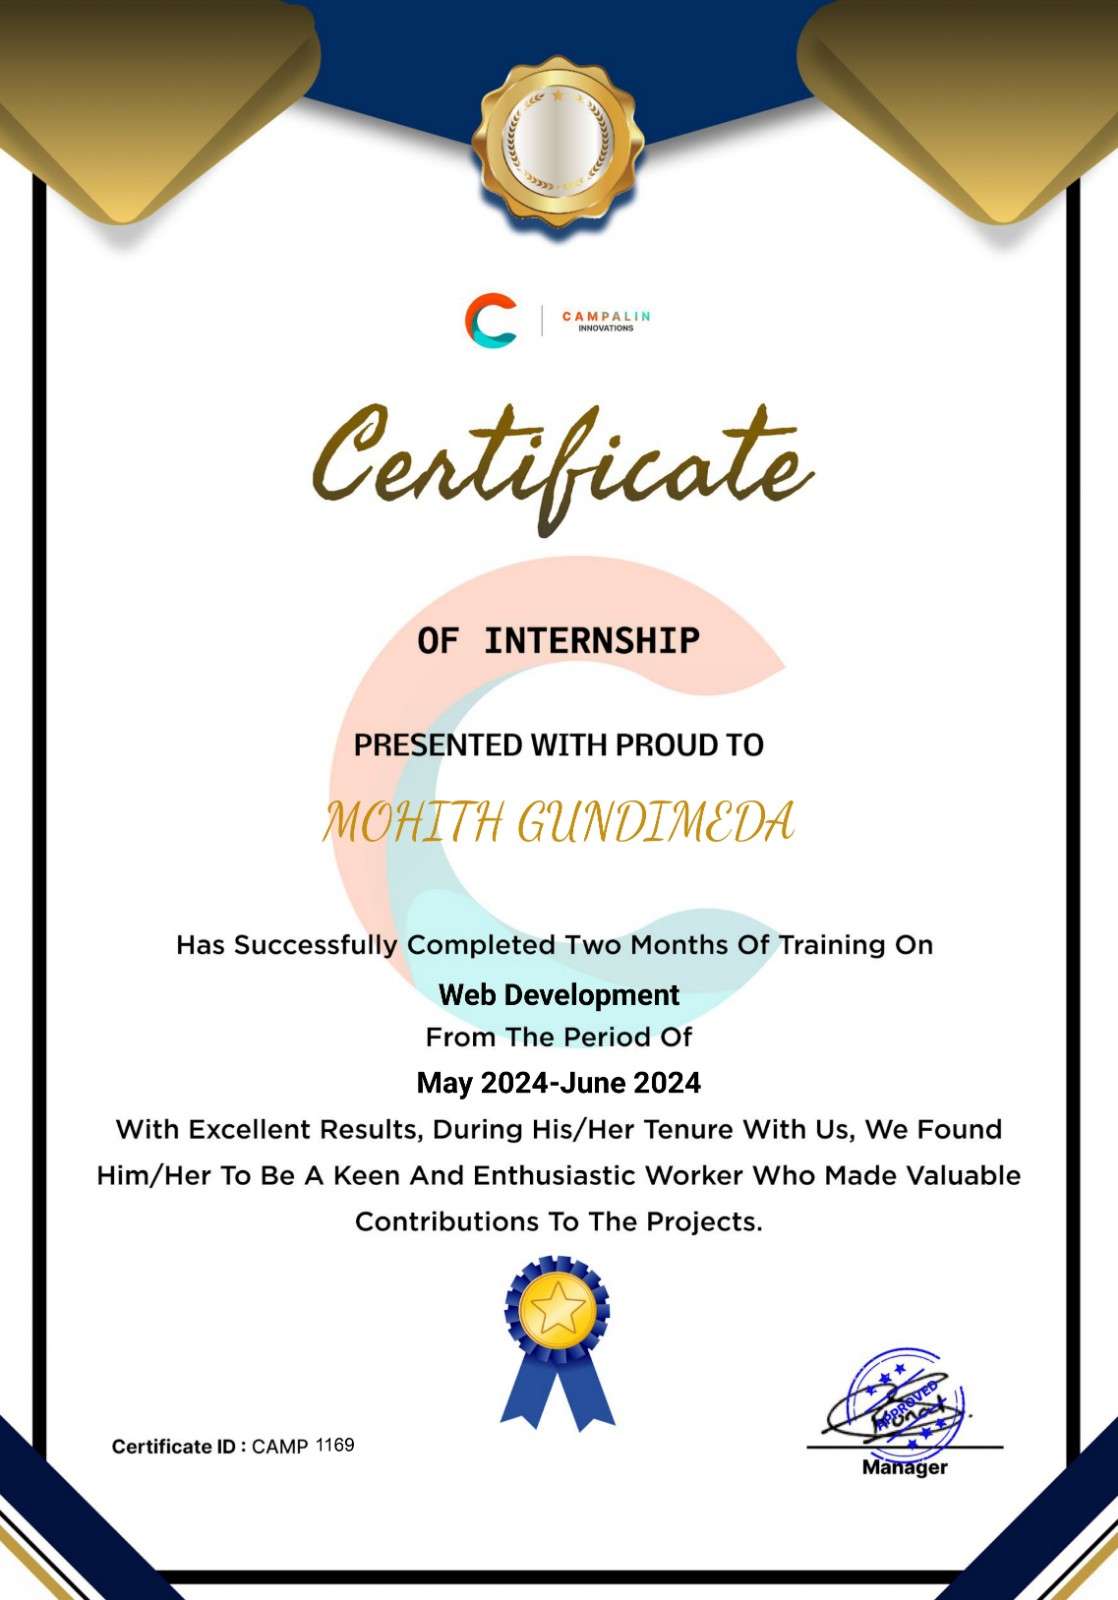 CAMPALIN
INNOVATIONS
Certificate
OF INTERNSHIP
PRESENTED WITH PROUD TO
MOHITH GUNDIMEDA
Has Successfully Completed Two Months Of Training On
Web Development
From The Period Of
May 2024-June 2024
With Excellent Results, During His/Her Tenure With Us, We Found
Him/Her To Be A Keen And Enthusiastic Worker Who Made Valuable
Contributions To The Projects.
APPROVED
Certificate ID : CAMP 1169
Manager